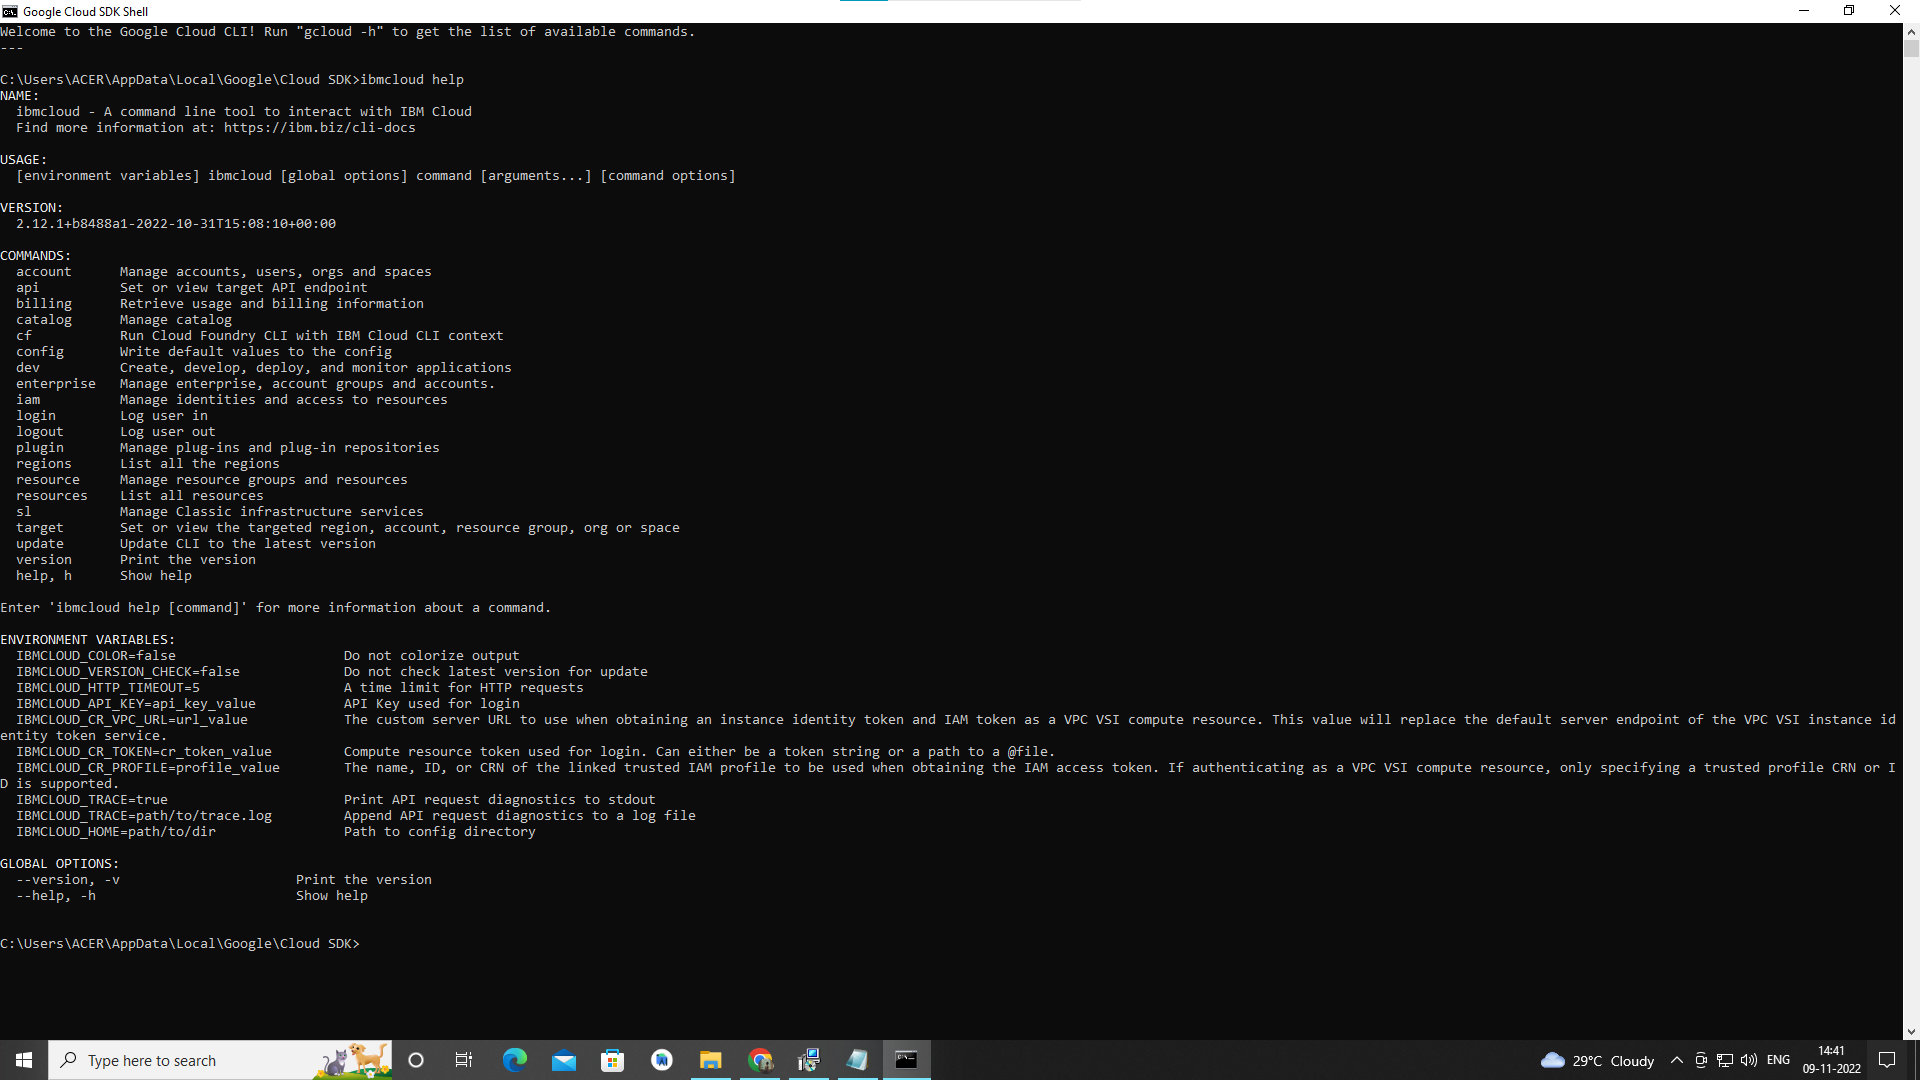 Google Cloud SDK Shell
Welcome to the Google Cloud CLI! Run "gcloud -h" to get the list of available commands.
---
C:\Users\ACER\AppData\Local\Google\Cloud SDK>ibmcloud help
NAME:
  ibmcloud - A command line tool to interact with IBM Cloud
  Find more information at: https://ibm.biz/cli-docs
USAGE:
  [environment variables] ibmcloud [global options] command [arguments...] [command options]
VERSION:
  2.12.1+b8488a1-2022-10-31T15:08:10+00:00
COMMANDS:
  account      Manage accounts, users, orgs and spaces
  api          Set or view target API endpoint
  billing      Retrieve usage and billing information
  catalog      Manage catalog
  cf           Run Cloud Foundry CLI with IBM Cloud CLI context
  config       Write default values to the config
  dev          Create, develop, deploy, and monitor applications
  enterprise   Manage enterprise, account groups and accounts.
  iam          Manage identities and access to resources
  login        Log user in
  logout       Log user out
  plugin       Manage plug-ins and plug-in repositories
  regions      List all the regions
  resource     Manage resource groups and resources
  resources    List all resources
  sl           Manage Classic infrastructure services
  target       Set or view the targeted region, account, resource group, org or space
  update       Update CLI to the latest version
  version      Print the version
  help, h      Show help
Enter 'ibmcloud help [command]' for more information about a command.
ENVIRONMENT VARIABLES:
  IBMCLOUD_COLOR=false                     Do not colorize output
  IBMCLOUD_VERSION_CHECK=false             Do not check latest version for update
  IBMCLOUD_HTTP_TIMEOUT=5                  A time limit for HTTP requests
  IBMCLOUD_API_KEY=api_key_value           API Key used for login
  IBMCLOUD_CR_VPC_URL=url_value            The custom server URL to use when obtaining an instance identity token and IAM token as a VPC VSI compute resource. This value will replace the default server endpoint of the VPC VSI instance id
entity token service.
  IBMCLOUD_CR_TOKEN=cr_token_value         Compute resource token used for login. Can either be a token string or a path to a @file.
  IBMCLOUD_CR_PROFILE=profile_value        The name, ID, or CRN of the linked trusted IAM profile to be used when obtaining the IAM access token. If authenticating as a VPC VSI compute resource, only specifying a trusted profile CRN or I
D is supported.
  IBMCLOUD_TRACE=true                      Print API request diagnostics to stdout
  IBMCLOUD_TRACE=path/to/trace.log         Append API request diagnostics to a log file
  IBMCLOUD_HOME=path/to/dir                Path to config directory
GLOBAL OPTIONS:
  --version, -v                      Print the version
  --help, -h                         Show help
C:\Users\ACER\AppData\Local\Google\Cloud SDK>
Type here to search
29°C Cloudy
ENG
14:41
09-11-2022